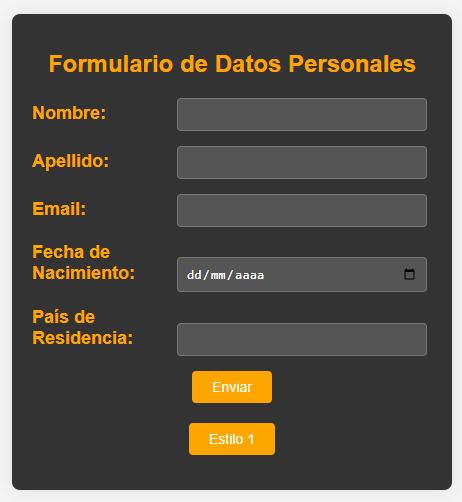 Formulario de Datos Personales
Nombre:
Apellido:
Email:
Fecha de
Nacimiento:
dd/mm/aaaa
País de
Residencia:
Enviar
Estilo 1